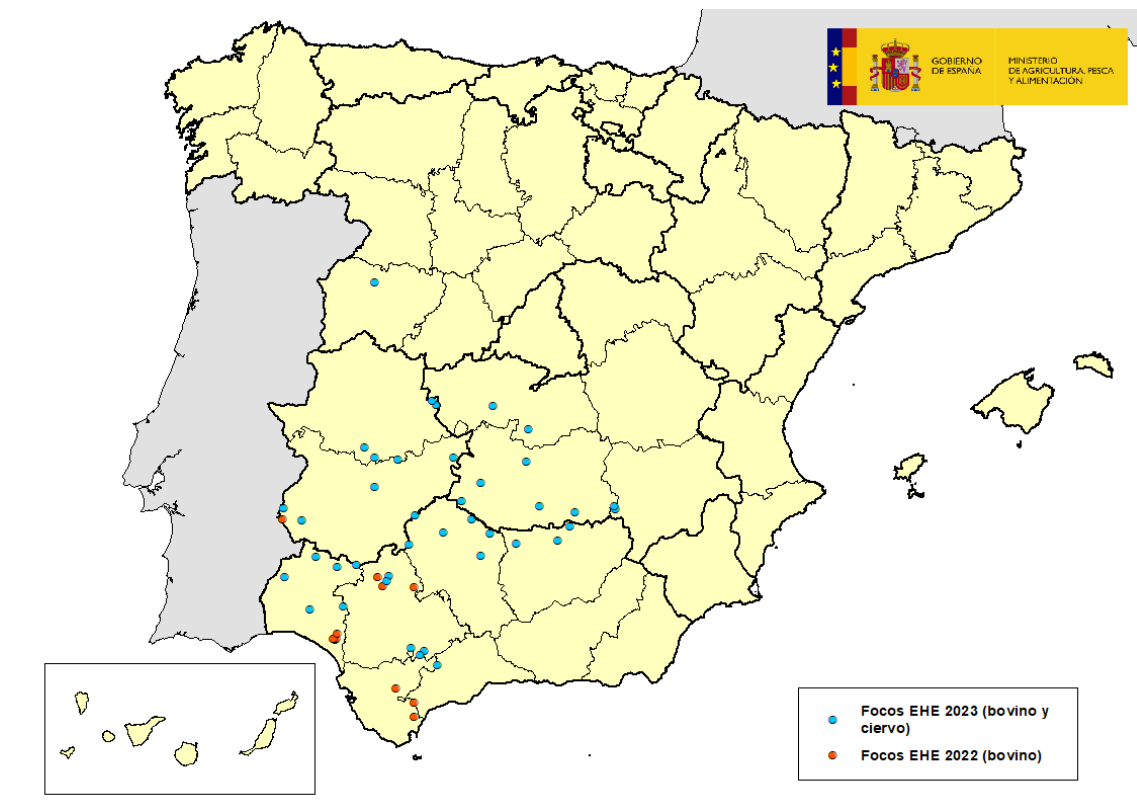 GOBIERNO
DE ESPAÑA
MINISTERIO
DE AGRICULTURA, PESCA
Y ALIMENTACIÓN
Focos EHE 2023 (bovino y
ciervo)
Focos EHE 2022 (bovino)